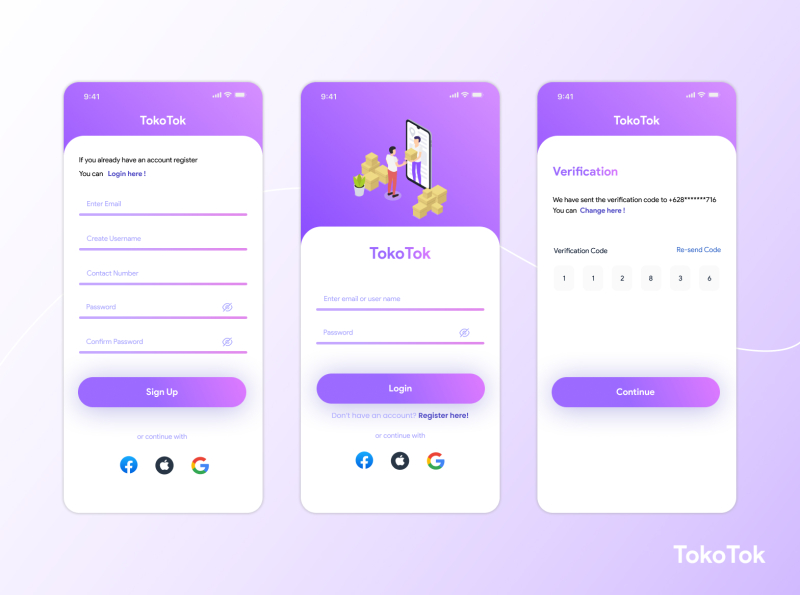 9:41
TokoTok
If you already have an account register
You can Login here !
Enter Email
Create Username
Contact Number
Password
Confirm Password
Sign Up
or continue with
9:41
TokoTok
Enter email or user name
Password
Login
Don't have an account? Register here!
or continue with
9:41
TokoTok
Verification
We have sent the verification code to +628*******716
You can Change here !
Verification Code
Re-send Code
1 1 2 8 3 6
Continue
TokoTok